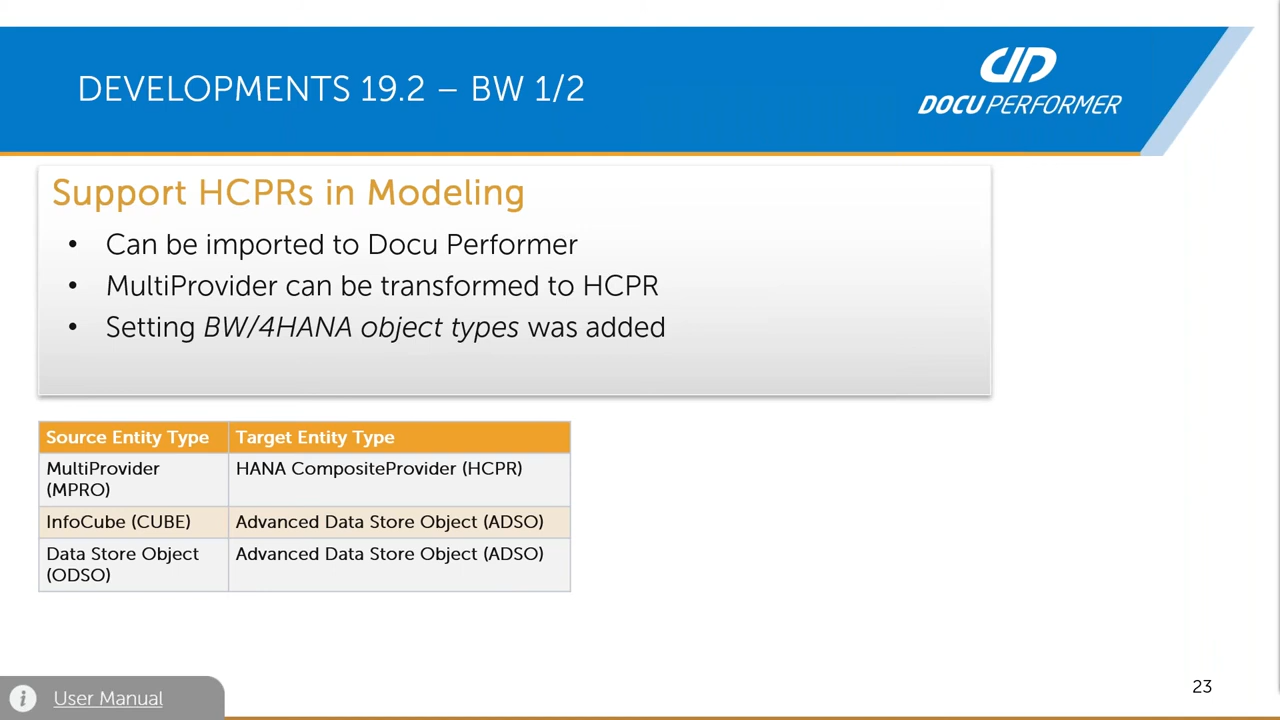 DEVELOPMENTS 19.2 – BW 1/2
DOCU PERFORMER
Support HCPRs in Modeling
• Can be imported to Docu Performer
• MultiProvider can be transformed to HCPR
• Setting BW/4HANA object types was added
Source Entity Type Target Entity Type
MultiProvider HANA CompositeProvider (HCPR)
(MPRO)
InfoCube (CUBE) Advanced Data Store Object (ADSO)
Data Store Object Advanced Data Store Object (ADSO)
(ODSO)
User Manual
23